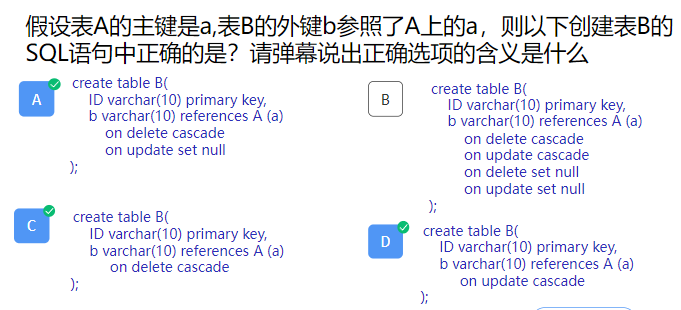 假设表A的主键是a,表B的外键b参照了A上的a，则以下创建表B的
SQL语句中正确的是？请弹幕说出正确选项的含义是什么
A
create table B(
ID varchar(10) primary key,
b varchar(10) references A (a)
on delete cascade
on update set null
);
B
create table B(
ID varchar(10) primary key,
b varchar(10) references A (a)
on delete cascade
on update cascade
on delete set null
on update set null
);
C
create table B(
ID varchar(10) primary key,
b varchar(10) references A (a)
on delete cascade
);
D
create table B(
ID varchar(10) primary key,
b varchar(10) references A (a)
on update cascade
);